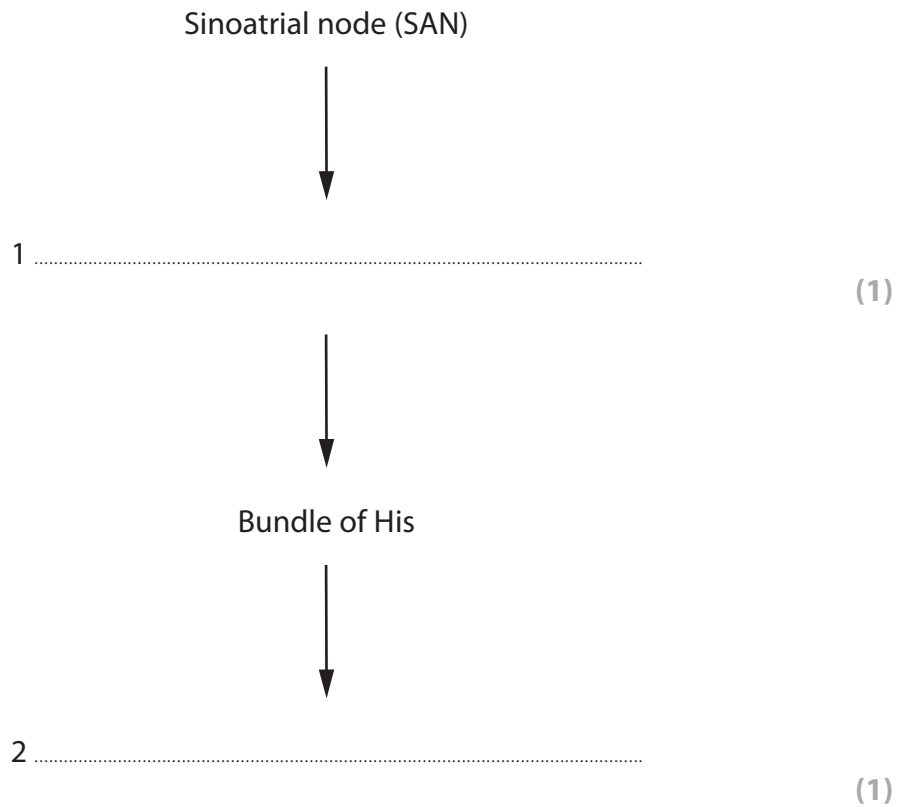 Sinoatrial node (SAN)
1 ........................................................................
(1)
Bundle of His
2 ........................................................................
(1)